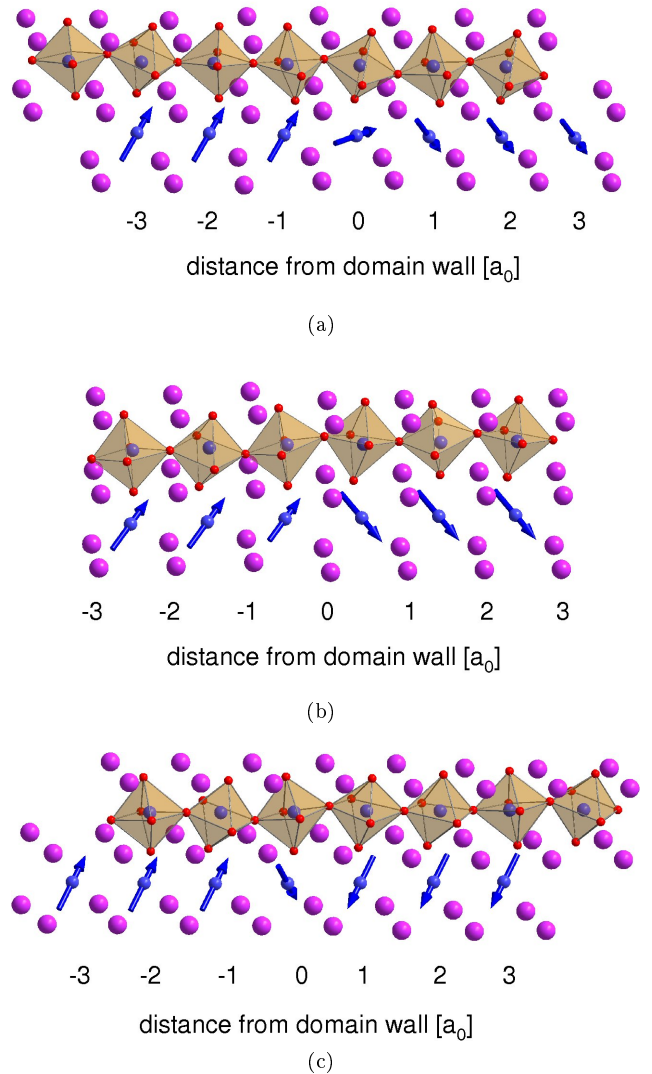 -3 -2 -1 0 1 2 3
distance from domain wall [a₀]
(a)
-3 -2 -1 0 1 2 3
distance from domain wall [a₀]
(b)
-3 -2 -1 0 1 2 3
distance from domain wall [a₀]
(c)